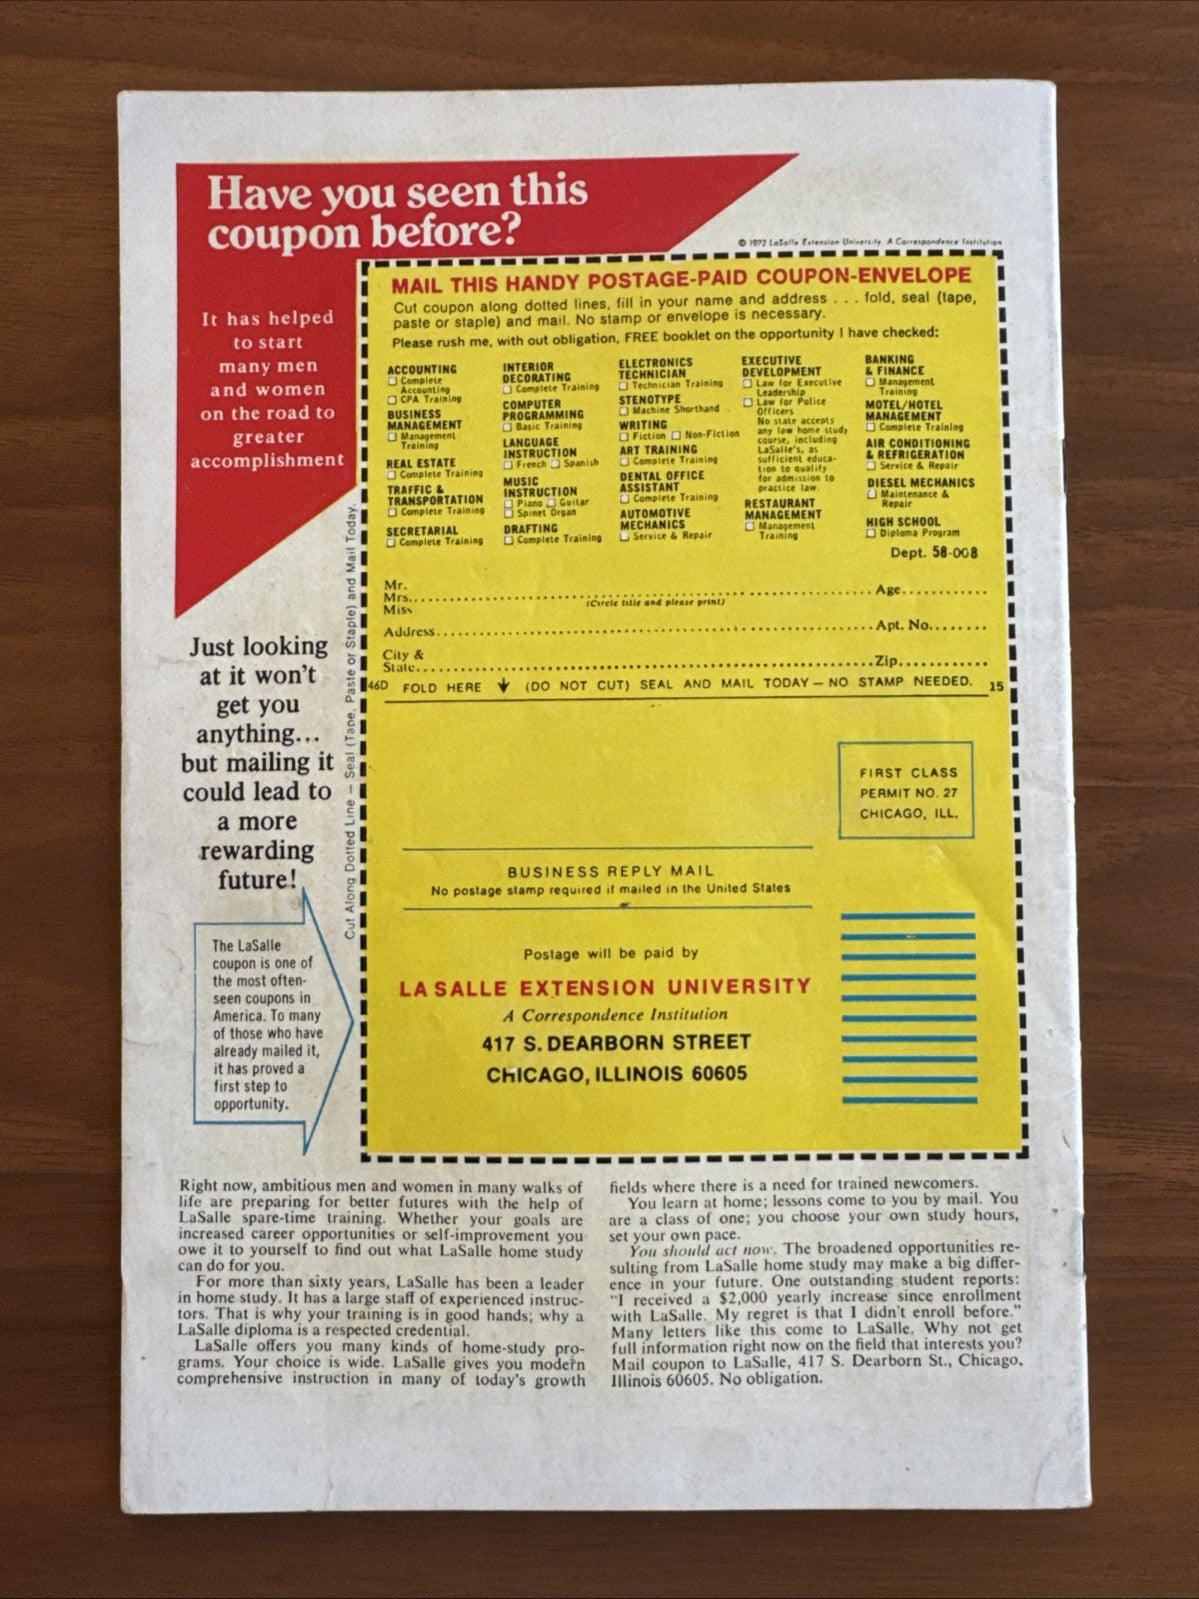 Have you seen this
coupon before?
© 1972 LaSalle Extension University. A Correspondence Institution
It has helped
to start
many men
and women
on the road to
greater
accomplishment
Just looking
at it won't
get you
anything...
but mailing it
could lead to
a more
rewarding
future!
The LaSalle
coupon is one of
the most often-
seen coupons in
America. To many
of those who have
already mailed it,
it has proved a
first step to
opportunity.
Cut Along Dotted Line – Seal (Tape, Paste or Staple) and Mail Today.
MAIL THIS HANDY POSTAGE-PAID COUPON-ENVELOPE
Cut coupon along dotted lines, fill in your name and address . . . fold, seal (tape,
paste or staple) and mail. No stamp or envelope is necessary.
Please rush me, with out obligation, FREE booklet on the opportunity I have checked:
ACCOUNTING
Complete
Accounting
CPA Training
BUSINESS
MANAGEMENT
Management
Training
REAL ESTATE
Complete Training
TRAFFIC &
TRANSPORTATION
Complete Training
SECRETARIAL
Complete Training
INTERIOR
DECORATING
Complete Training
COMPUTER
PROGRAMMING
Basic Training
LANGUAGE
INSTRUCTION
French Spanish
MUSIC
INSTRUCTION
Piano Guitar
Spinet Organ
DRAFTING
Complete Training
ELECTRONICS
TECHNICIAN
Technician Training
STENOTYPE
Machine Shorthand
WRITING
Fiction Non-Fiction
ART TRAINING
Complete Training
DENTAL OFFICE
ASSISTANT
Complete Training
AUTOMOTIVE
MECHANICS
Service & Repair
EXECUTIVE
DEVELOPMENT
Law for Executive
Leadership
Law for Police
Officers
No state accepts
any law home study
course, including
LaSalle's, as
sufficient educa-
tion to qualify
for admission to
practice law.
RESTAURANT
MANAGEMENT
Management
Training
BANKING
& FINANCE
Management
Training
MOTEL/HOTEL
MANAGEMENT
Complete Training
AIR CONDITIONING
& REFRIGERATION
Service & Repair
DIESEL MECHANICS
Maintenance &
Repair
HIGH SCHOOL
Diploma Program
Dept. 58-008
Mr.
Mrs. Age
Miss
(Circle title and please print)
Address Apt. No.
City &
State Zip
46D FOLD HERE ↓ (DO NOT CUT) SEAL AND MAIL TODAY – NO STAMP NEEDED. 15
FIRST CLASS
PERMIT NO. 27
CHICAGO, ILL.
BUSINESS REPLY MAIL
No postage stamp required if mailed in the United States
Postage will be paid by
LA SALLE EXTENSION UNIVERSITY
A Correspondence Institution
417 S. DEARBORN STREET
CHICAGO, ILLINOIS 60605
Right now, ambitious men and women in many walks of
life are preparing for better futures with the help of
LaSalle spare-time training. Whether your goals are
increased career opportunities or self-improvement you
owe it to yourself to find out what LaSalle home study
can do for you.
For more than sixty years, LaSalle has been a leader
in home study. It has a large staff of experienced instruc-
tors. That is why your training is in good hands; why a
LaSalle diploma is a respected credential.
LaSalle offers you many kinds of home-study pro-
grams. Your choice is wide. LaSalle gives you modern
comprehensive instruction in many of today's growth
fields where there is a need for trained newcomers.
You learn at home; lessons come to you by mail. You
are a class of one; you choose your own study hours,
set your own pace.
You should act now. The broadened opportunities re-
sulting from LaSalle home study may make a big differ-
ence in your future. One outstanding student reports:
"I received a $2,000 yearly increase since enrollment
with LaSalle. My regret is that I didn't enroll before."
Many letters like this come to LaSalle. Why not get
full information right now on the field that interests you?
Mail coupon to LaSalle, 417 S. Dearborn St., Chicago,
Illinois 60605. No obligation.